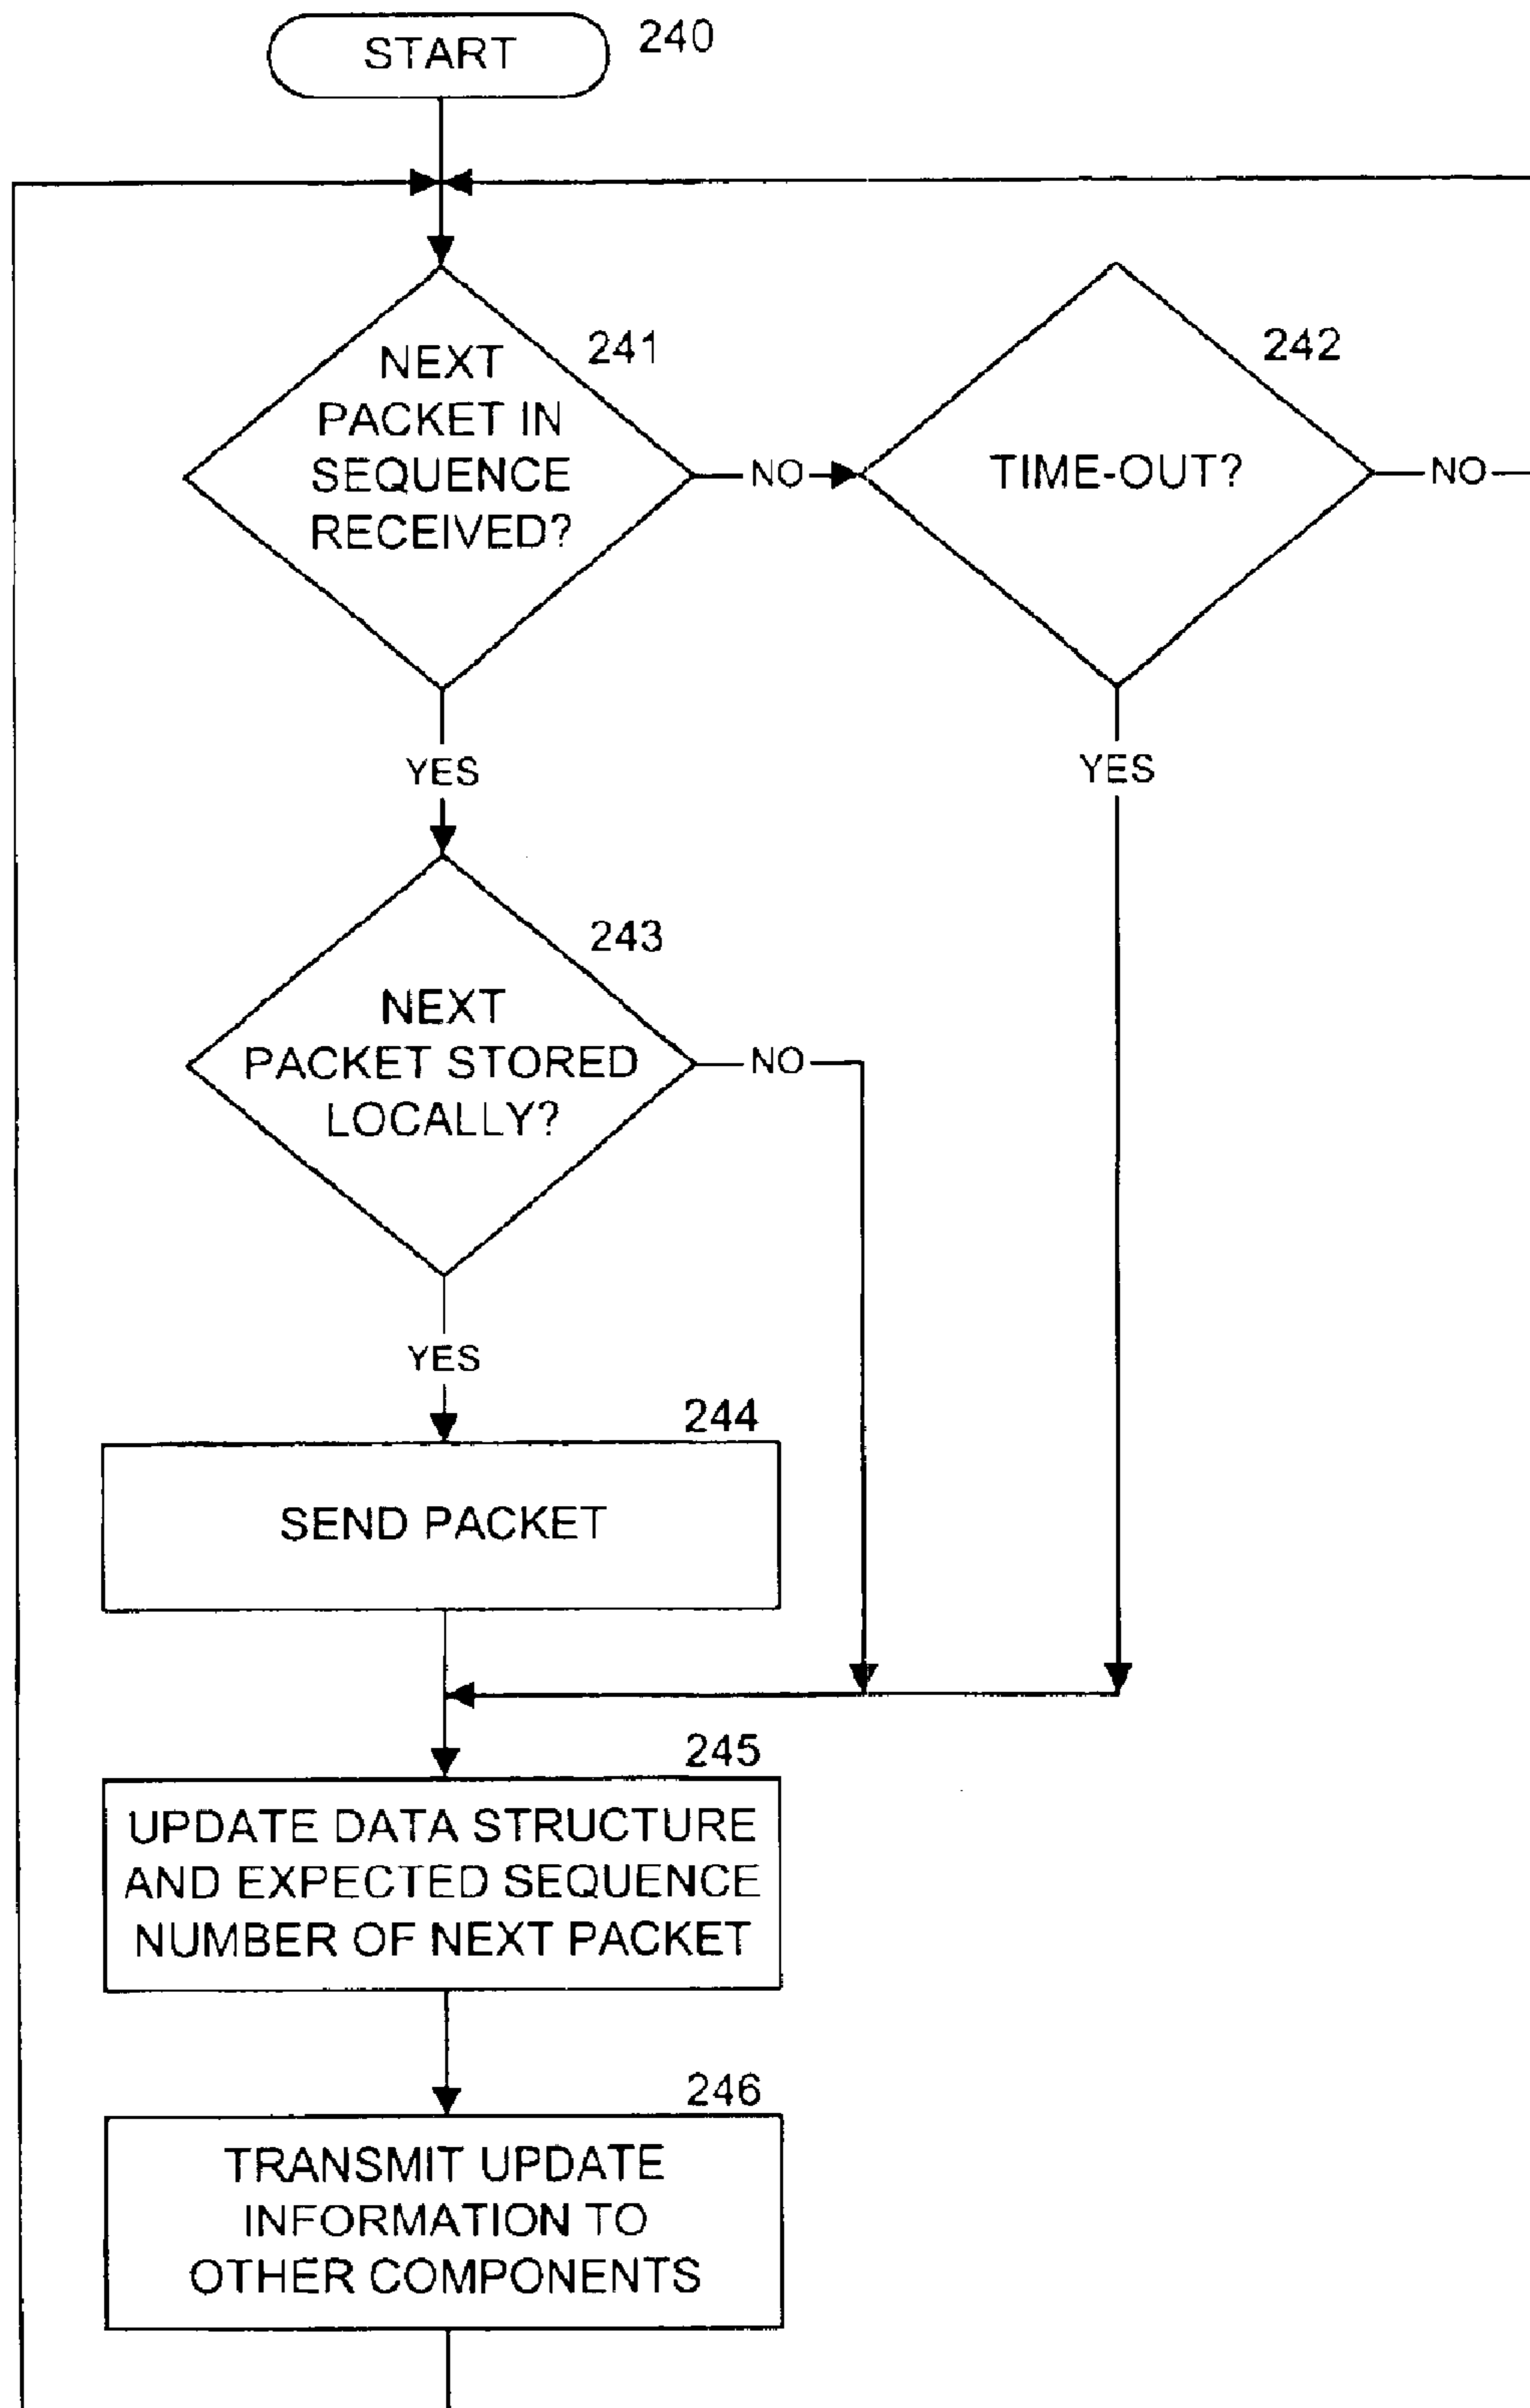 START
240
241
NEXT
PACKET IN
SEQUENCE
RECEIVED?
NO
242
TIME-OUT?
NO
YES
YES
243
NEXT
PACKET STORED
LOCALLY?
NO
YES
244
SEND PACKET
245
UPDATE DATA STRUCTURE
AND EXPECTED SEQUENCE
NUMBER OF NEXT PACKET
246
TRANSMIT UPDATE
INFORMATION TO
OTHER COMPONENTS